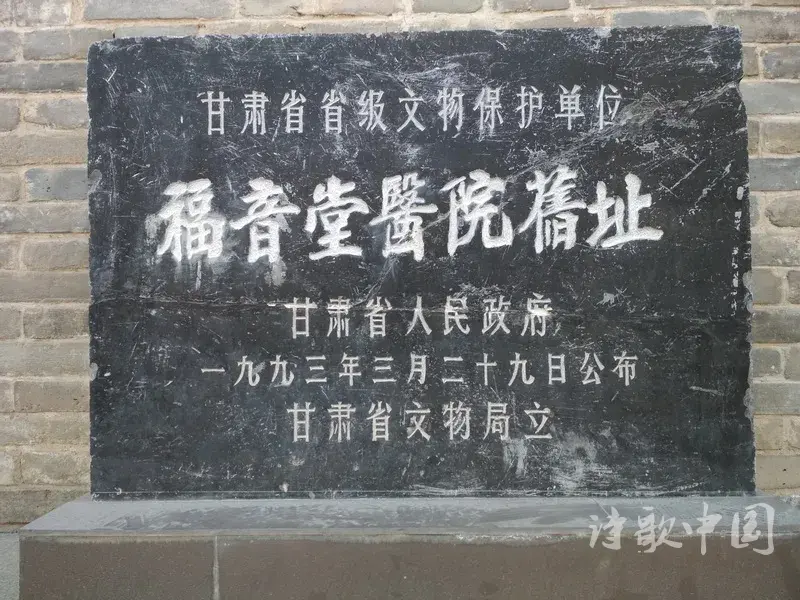 甘肃省省级文物保护单位
福音堂醫院舊址
甘肃省人民政府
一九九三年三月二十九日公布
甘肃省文物局立
诗歌中国